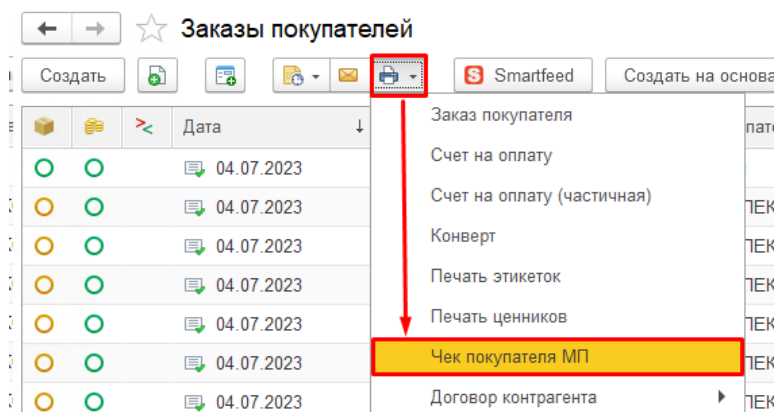 Заказы покупателей
Создать
Smartfeed
Создать на основа
Дата ↓
Заказ покупателя
Счет на оплату
Счет на оплату (частичная)
Конверт
Печать этикеток
Печать ценников
Чек покупателя МП
Договор контрагента
04.07.2023
04.07.2023
04.07.2023
04.07.2023
04.07.2023
04.07.2023
04.07.2023